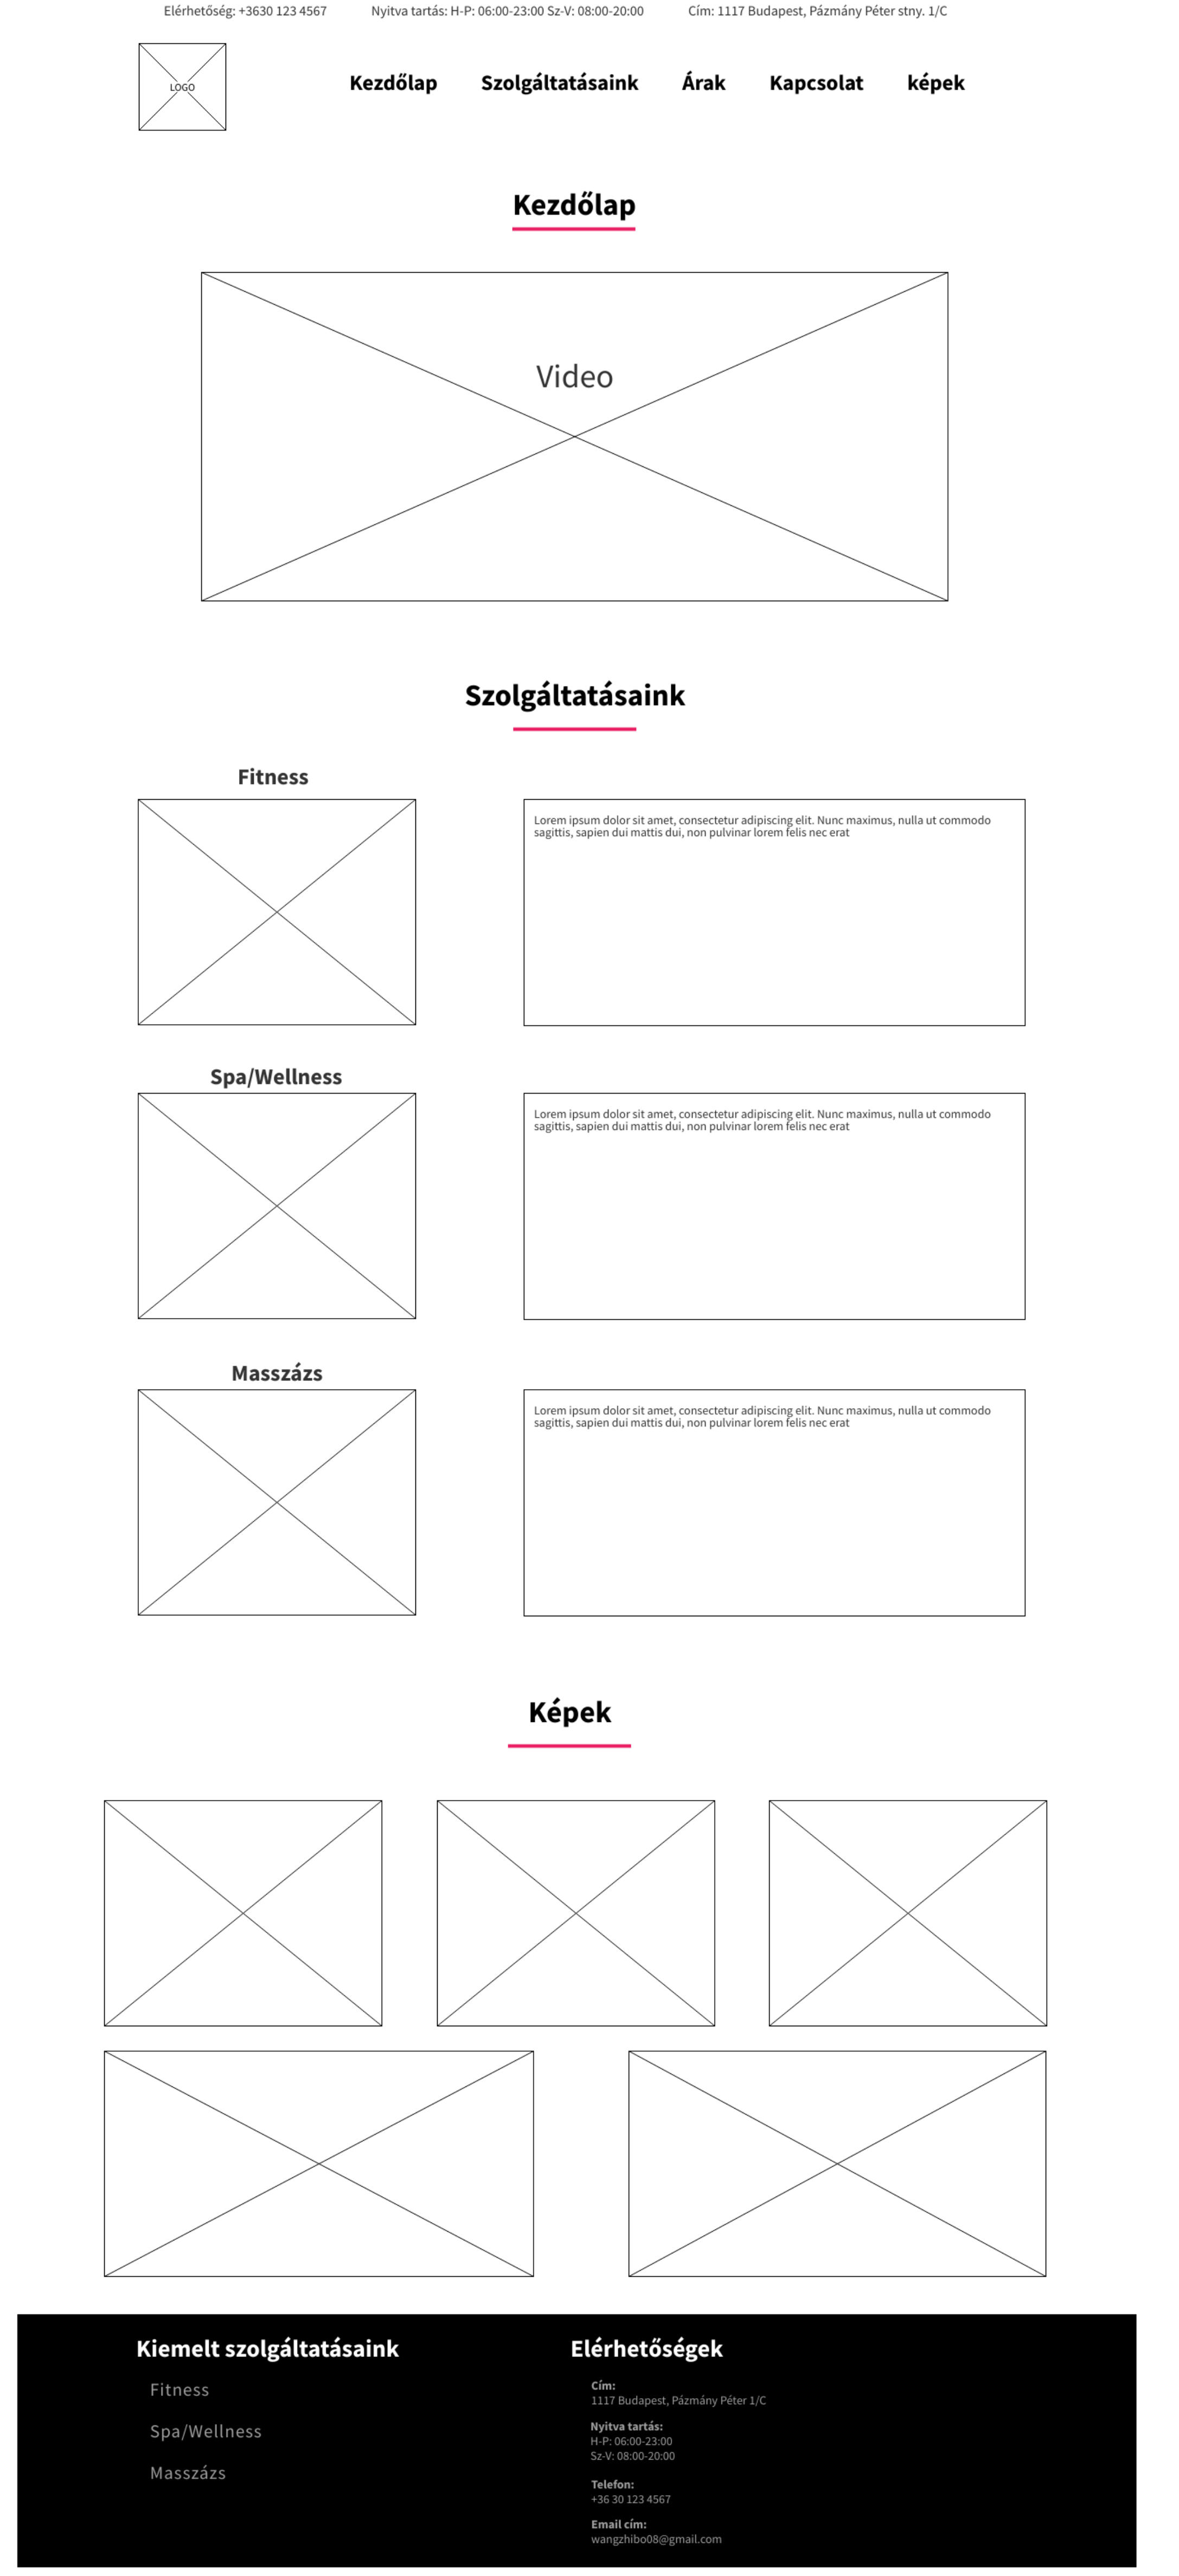 Elérhetőség: +3630 123 4567 Nyitva tartás: H-P: 06:00-23:00 Sz-V: 08:00-20:00 Cím: 1117 Budapest, Pázmány Péter stny. 1/C
LOGO
Kezdőlap Szolgáltatásaink Árak Kapcsolat képek
Kezdőlap
Video
Szolgáltatásaink
Fitness
Lorem ipsum dolor sit amet, consectetur adipiscing elit. Nunc maximus, nulla ut commodo
sagittis, sapien dui mattis dui, non pulvinar lorem felis nec erat
Spa/Wellness
Lorem ipsum dolor sit amet, consectetur adipiscing elit. Nunc maximus, nulla ut commodo
sagittis, sapien dui mattis dui, non pulvinar lorem felis nec erat
Masszázs
Lorem ipsum dolor sit amet, consectetur adipiscing elit. Nunc maximus, nulla ut commodo
sagittis, sapien dui mattis dui, non pulvinar lorem felis nec erat
Képek
Kiemelt szolgáltatásaink
Fitness
Spa/Wellness
Masszázs
Elérhetőségek
Cím:
1117 Budapest, Pázmány Péter 1/C
Nyitva tartás:
H-P: 06:00-23:00
Sz-V: 08:00-20:00
Telefon:
+36 30 123 4567
Email cím:
wangzhibo08@gmail.com